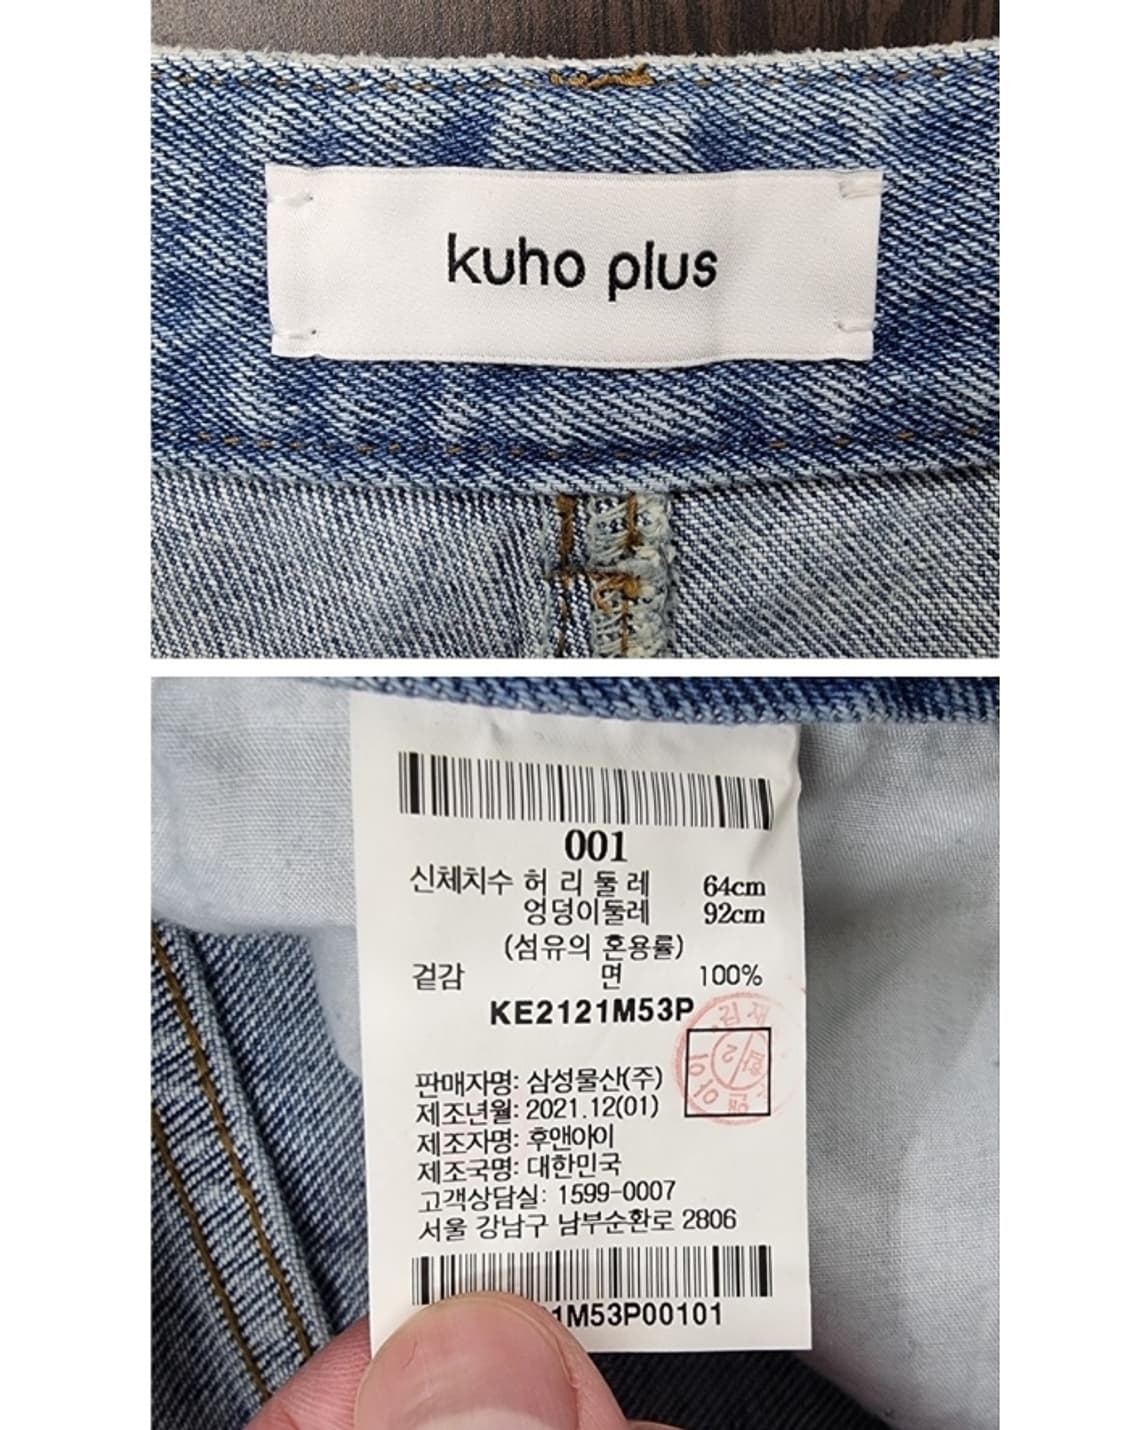 kuho plus
001
신체치수 허 리 둘 레 64cm
엉덩이둘레 92cm
(섬유의 혼용률)
겉감 면 100%
KE2121M53P
판매자명: 삼성물산(주)
제조년월: 2021.12(01)
제조자명: 후앤아이
제조국명: 대한민국
고객상담실: 1599-0007
서울 강남구 남부순환로 2806
1M53P00101